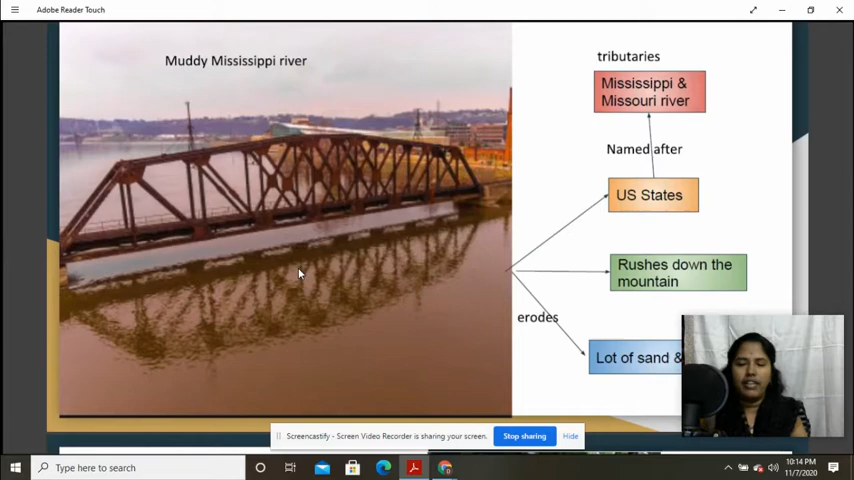 Adobe Reader Touch
Muddy Mississippi river
tributaries
Mississippi &
Missouri river
Named after
US States
Rushes down the
mountain
erodes
Lot of sand &
Screencastify - Screen Video Recorder is sharing your screen.
Stop sharing
Hide
Type here to search
10:14 PM
11/7/2020